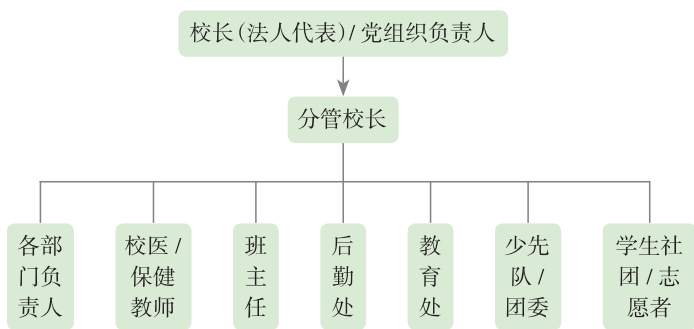 校长(法人代表)/党组织负责人
分管校长
各部
门负
责人
校医/
保健
教师
班
主
任
后
勤
处
教
育
处
少先
队/
团委
学生社
团/志
愿者